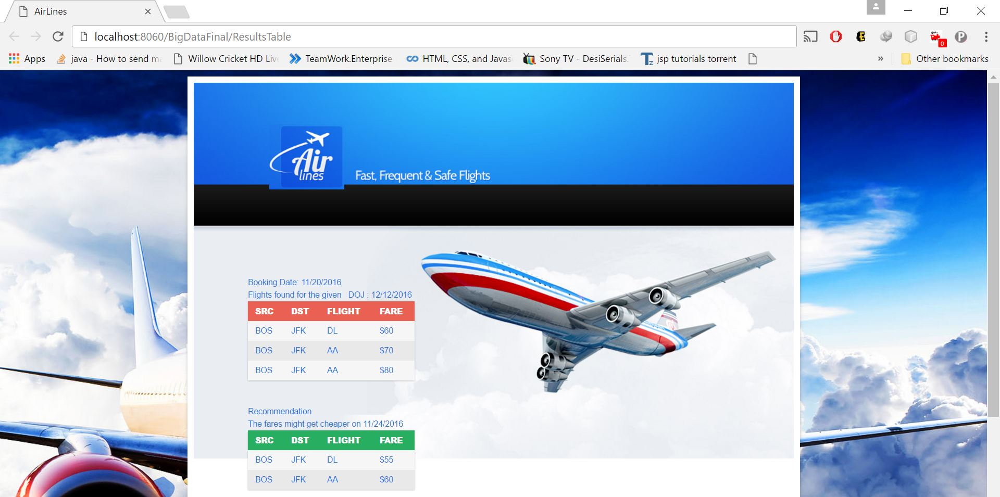 AirLines
localhost:8060/BigDataFinal/ResultsTable
0
Apps java - How to send ma Willow Cricket HD Liv TeamWork.Enterprise HTML, CSS, and Javas Sony TV - DesiSerials. jsp tutorials torrent » Other bookmarks
Air
lines
Fast, Frequent & Safe Flights
Booking Date: 11/20/2016
Flights found for the given DOJ : 12/12/2016
SRC DST FLIGHT FARE
BOS JFK DL $60
BOS JFK AA $70
BOS JFK AA $80
Recommendation
The fares might get cheaper on 11/24/2016
SRC DST FLIGHT FARE
BOS JFK DL $55
BOS JFK AA $60